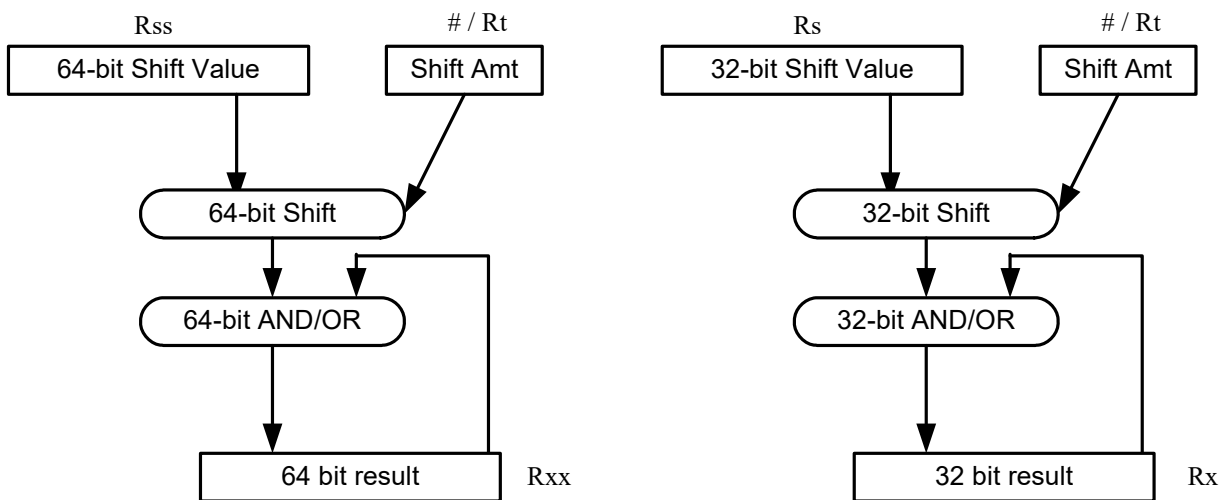 Rss
# / Rt
64-bit Shift Value
Shift Amt
64-bit Shift
64-bit AND/OR
64 bit result
Rxx
Rs
# / Rt
32-bit Shift Value
Shift Amt
32-bit Shift
32-bit AND/OR
32 bit result
Rx